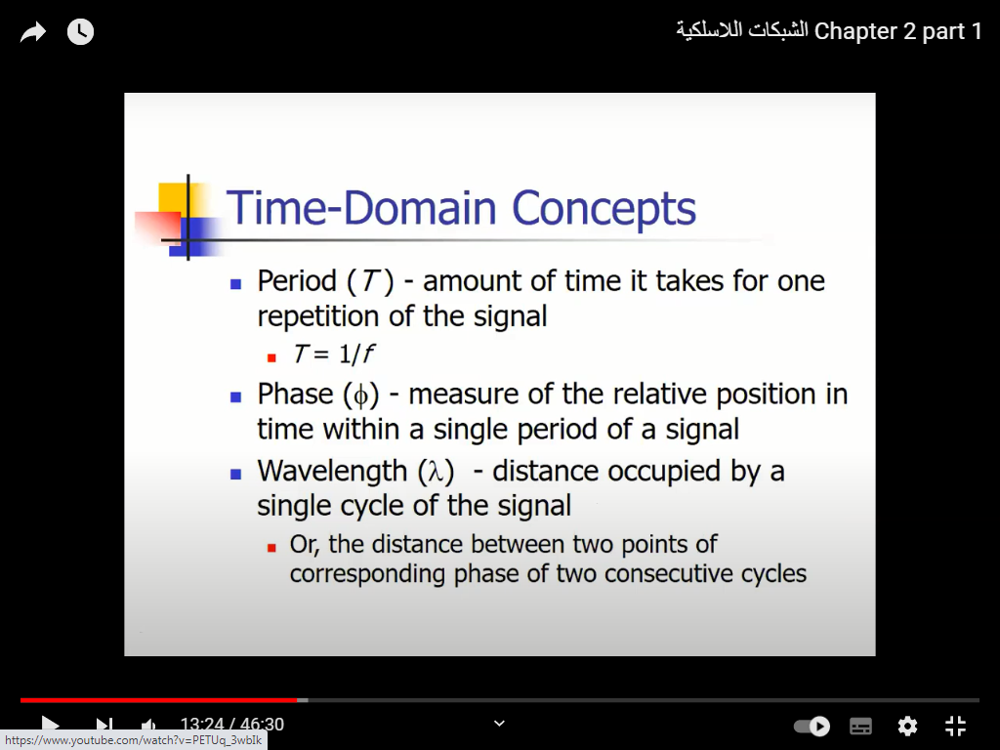 الشبكات اللاسلكية Chapter 2 part 1
Time-Domain Concepts
Period (T) - amount of time it takes for one
repetition of the signal
T = 1/f
Phase (ϕ) - measure of the relative position in
time within a single period of a signal
Wavelength (λ) - distance occupied by a
single cycle of the signal
Or, the distance between two points of
corresponding phase of two consecutive cycles
13:24 / 46:30
https://www.youtube.com/watch?v=PETUq_3wbIk